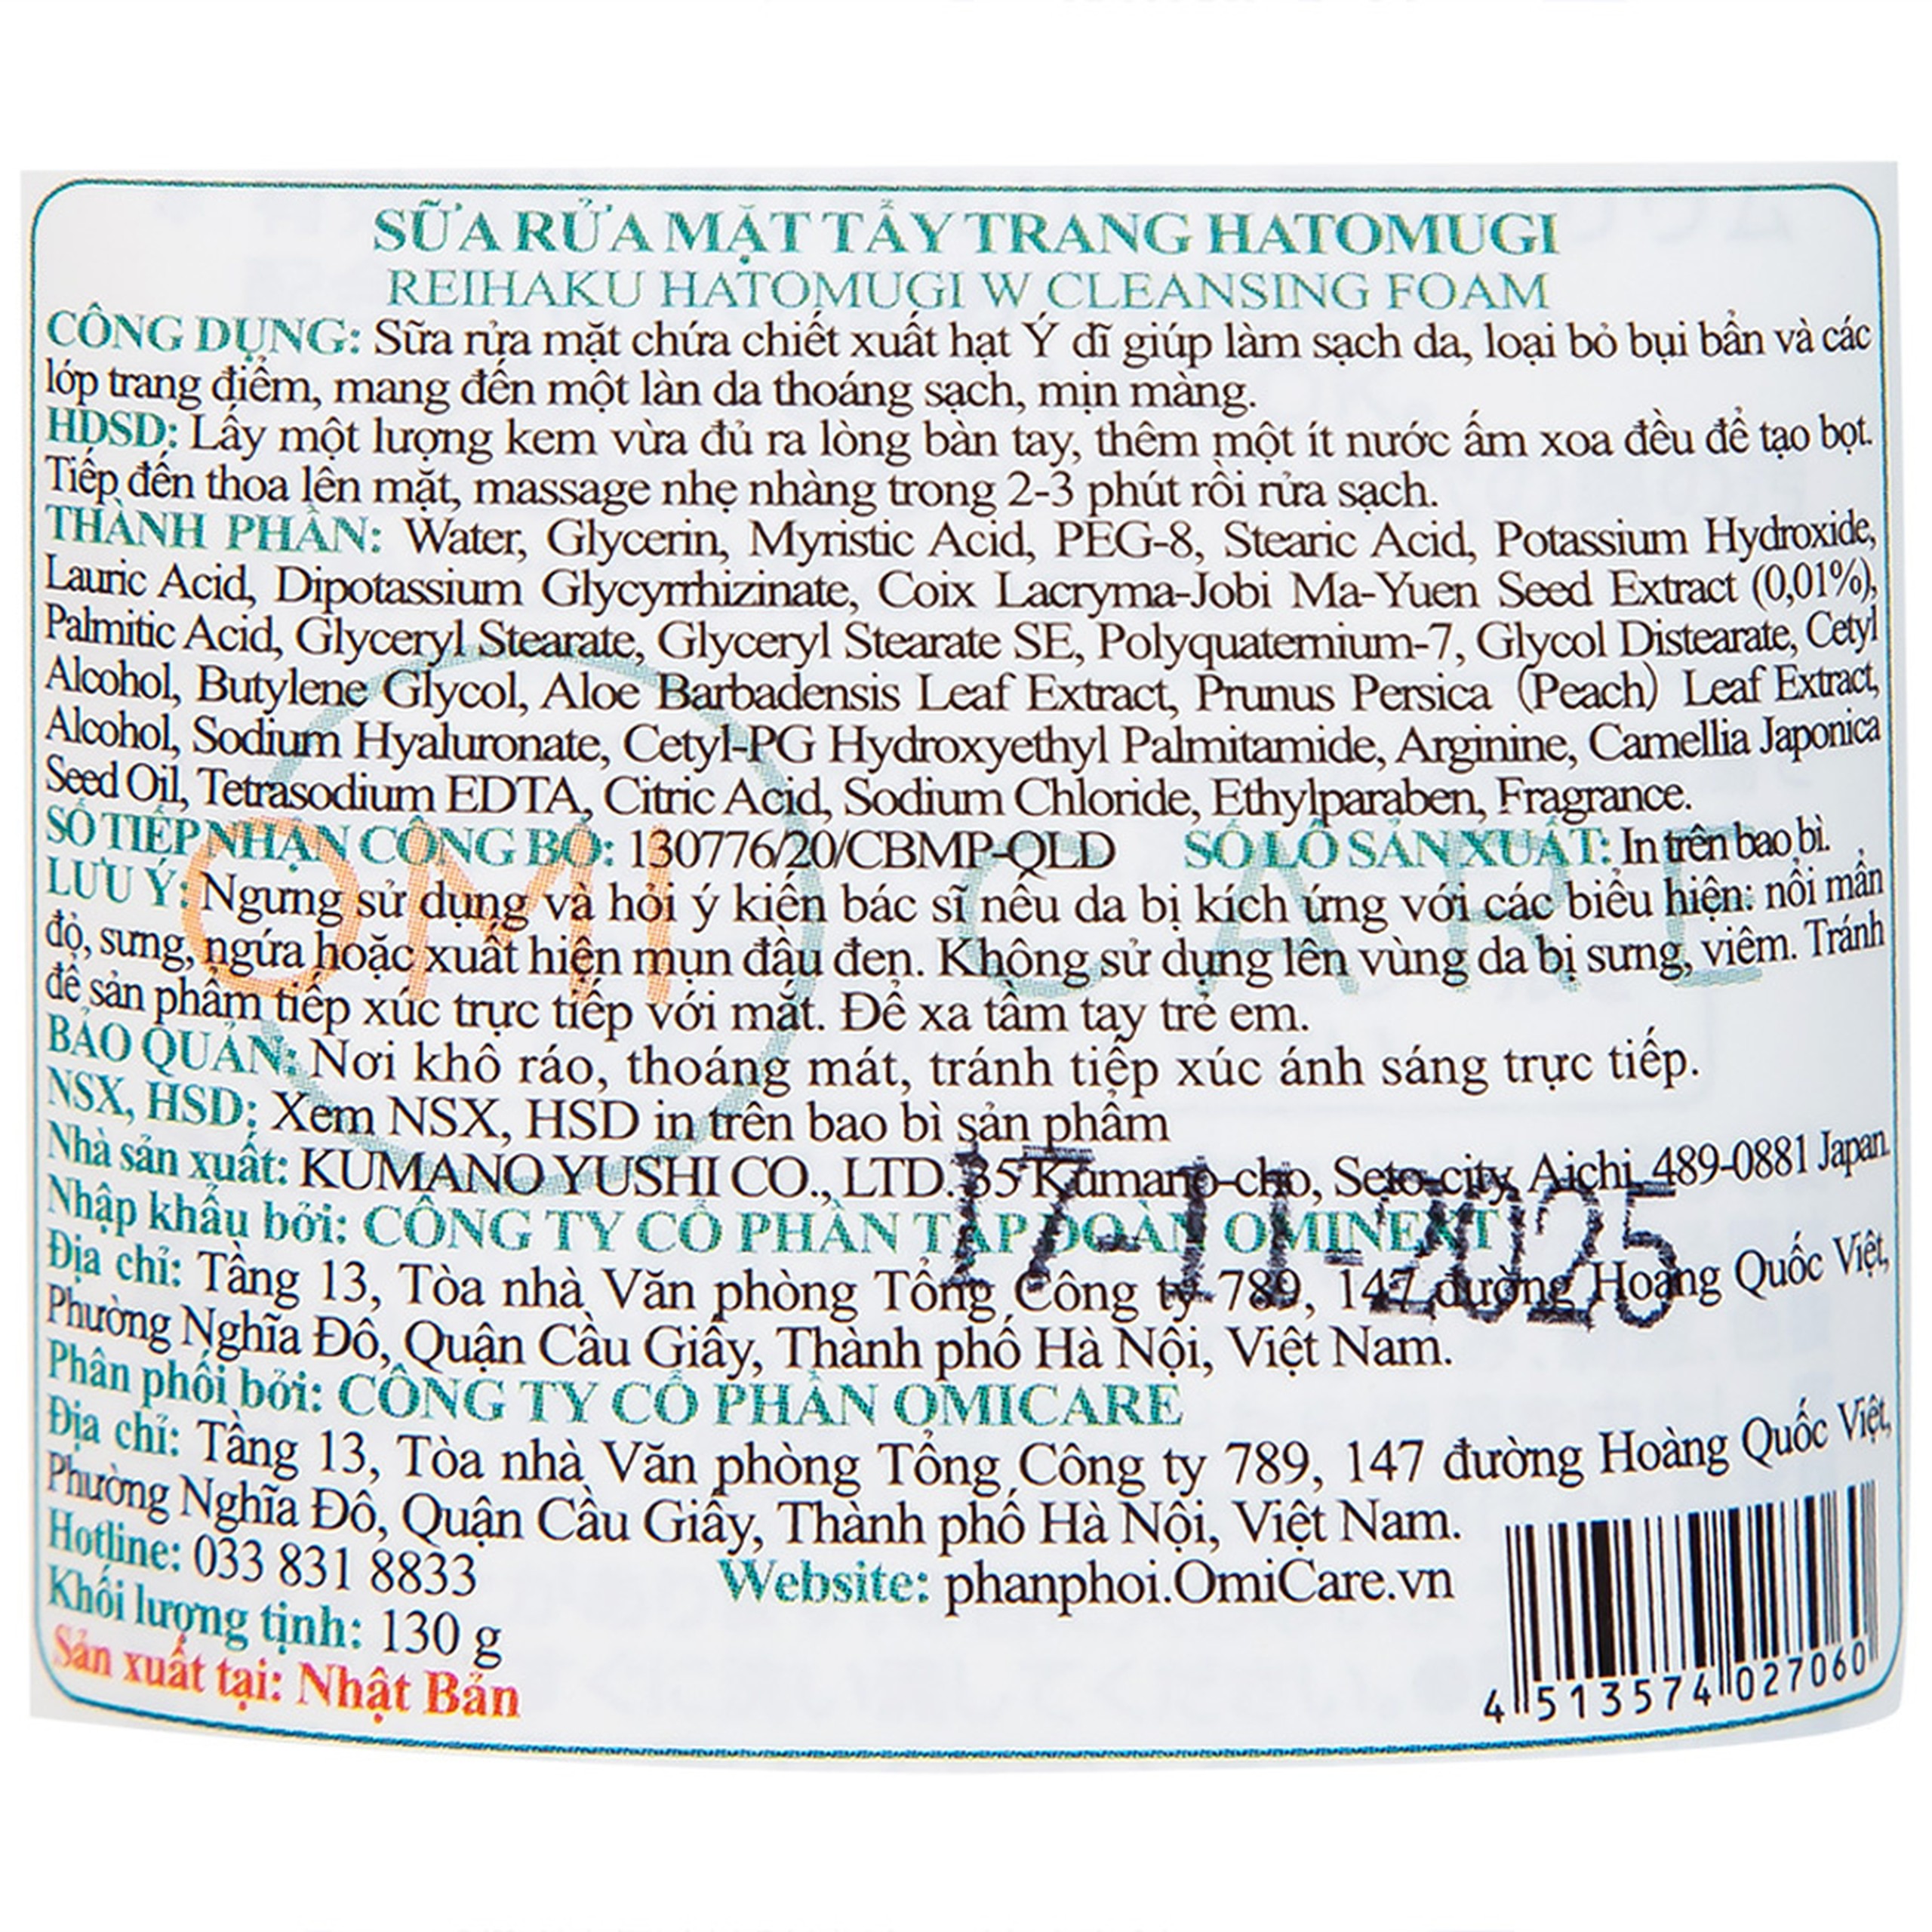 SỮA RỬA MẶT TẨY TRANG HATOMUGI
REIHAKU HATOMUGI W CLEANSING FOAM
CÔNG DỤNG: Sữa rửa mặt chứa chiết xuất hạt Ý dĩ giúp làm sạch da, loại bỏ bụi bẩn và các
lớp trang điểm, mang đến một làn da thoáng sạch, mịn màng.
HDSD: Lấy một lượng kem vừa đủ ra lòng bàn tay, thêm một ít nước ấm xoa đều để tạo bọt.
Tiếp đến thoa lên mặt, massage nhẹ nhàng trong 2-3 phút rồi rửa sạch.
THÀNH PHẦN: Water, Glycerin, Myristic Acid, PEG-8, Stearic Acid, Potassium Hydroxide,
Lauric Acid, Dipotassium Glycyrrhizinate, Coix Lacryma-Jobi Ma-Yuen Seed Extract (0,01%),
Palmitic Acid, Glyceryl Stearate, Glyceryl Stearate SE, Polyquaternium-7, Glycol Distearate, Cetyl
Alcohol, Butylene Glycol, Aloe Barbadensis Leaf Extract, Prunus Persica (Peach) Leaf Extract,
Alcohol, Sodium Hyaluronate, Cetyl-PG Hydroxyethyl Palmitamide, Arginine, Camellia Japonica
Seed Oil, Tetrasodium EDTA, Citric Acid, Sodium Chloride, Ethylparaben, Fragrance.
SỐ TIẾP NHẬN CÔNG BỐ: 130776/20/CBMP-QLD SỐ LÔ SẢN XUẤT: In trên bao bì.
OMI CARE
LƯU Ý: Ngưng sử dụng và hỏi ý kiến bác sĩ nếu da bị kích ứng với các biểu hiện: nổi mẩn
đỏ, sưng, ngứa hoặc xuất hiện mụn đầu đen. Không sử dụng lên vùng da bị sưng, viêm. Tránh
để sản phẩm tiếp xúc trực tiếp với mắt. Để xa tầm tay trẻ em.
BẢO QUẢN: Nơi khô ráo, thoáng mát, tránh tiếp xúc ánh sáng trực tiếp.
NSX, HSD: Xem NSX, HSD in trên bao bì sản phẩm
Nhà sản xuất: KUMANO YUSHI CO., LTD. 35 Kumano-cho, Seto-city, Aichi 489-0881 Japan.
17-11-2025
Nhập khẩu bởi: CÔNG TY CỔ PHẦN TẬP ĐOÀN OMINEXT
Địa chỉ: Tầng 13, Tòa nhà Văn phòng Tổng Công ty 789, 147 đường Hoàng Quốc Việt,
Phường Nghĩa Đô, Quận Cầu Giấy, Thành phố Hà Nội, Việt Nam.
Phân phối bởi: CÔNG TY CỔ PHẦN OMICARE
Địa chỉ: Tầng 13, Tòa nhà Văn phòng Tổng Công ty 789, 147 đường Hoàng Quốc Việt,
Phường Nghĩa Đô, Quận Cầu Giấy, Thành phố Hà Nội, Việt Nam.
Hotline: 033 831 8833 Website: phanphoi.OmiCare.vn
Khối lượng tịnh: 130 g
Sản xuất tại: Nhật Bản
4 513574 027060